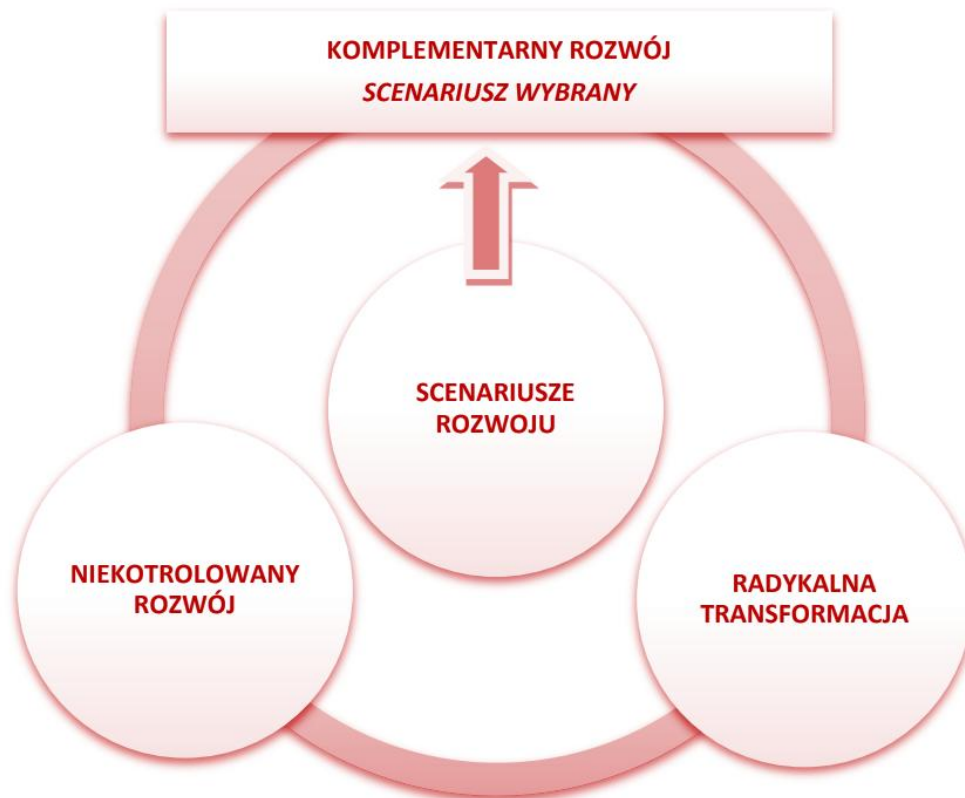 KOMPLEMENTARNY ROZWÓJ
SCENARIUSZ WYBRANY
SCENARIUSZE
ROZWOJU
NIEKOTROLOWANY
ROZWÓJ
RADYKALNA
TRANSFORMACJA